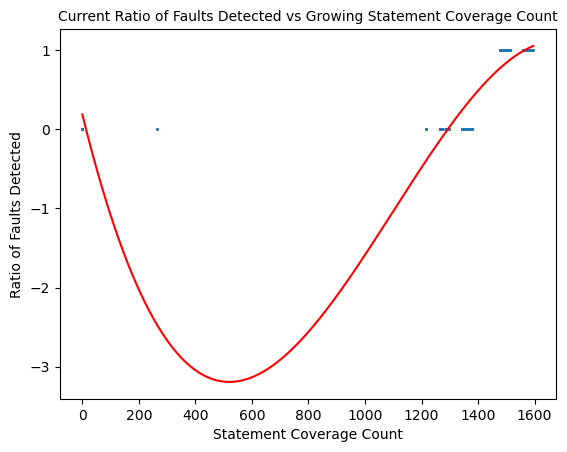 Current Ratio of Faults Detected vs Growing Statement Coverage Count
1
0
−1
−2
−3
Ratio of Faults Detected
0 200 400 600 800 1000 1200 1400 1600
Statement Coverage Count